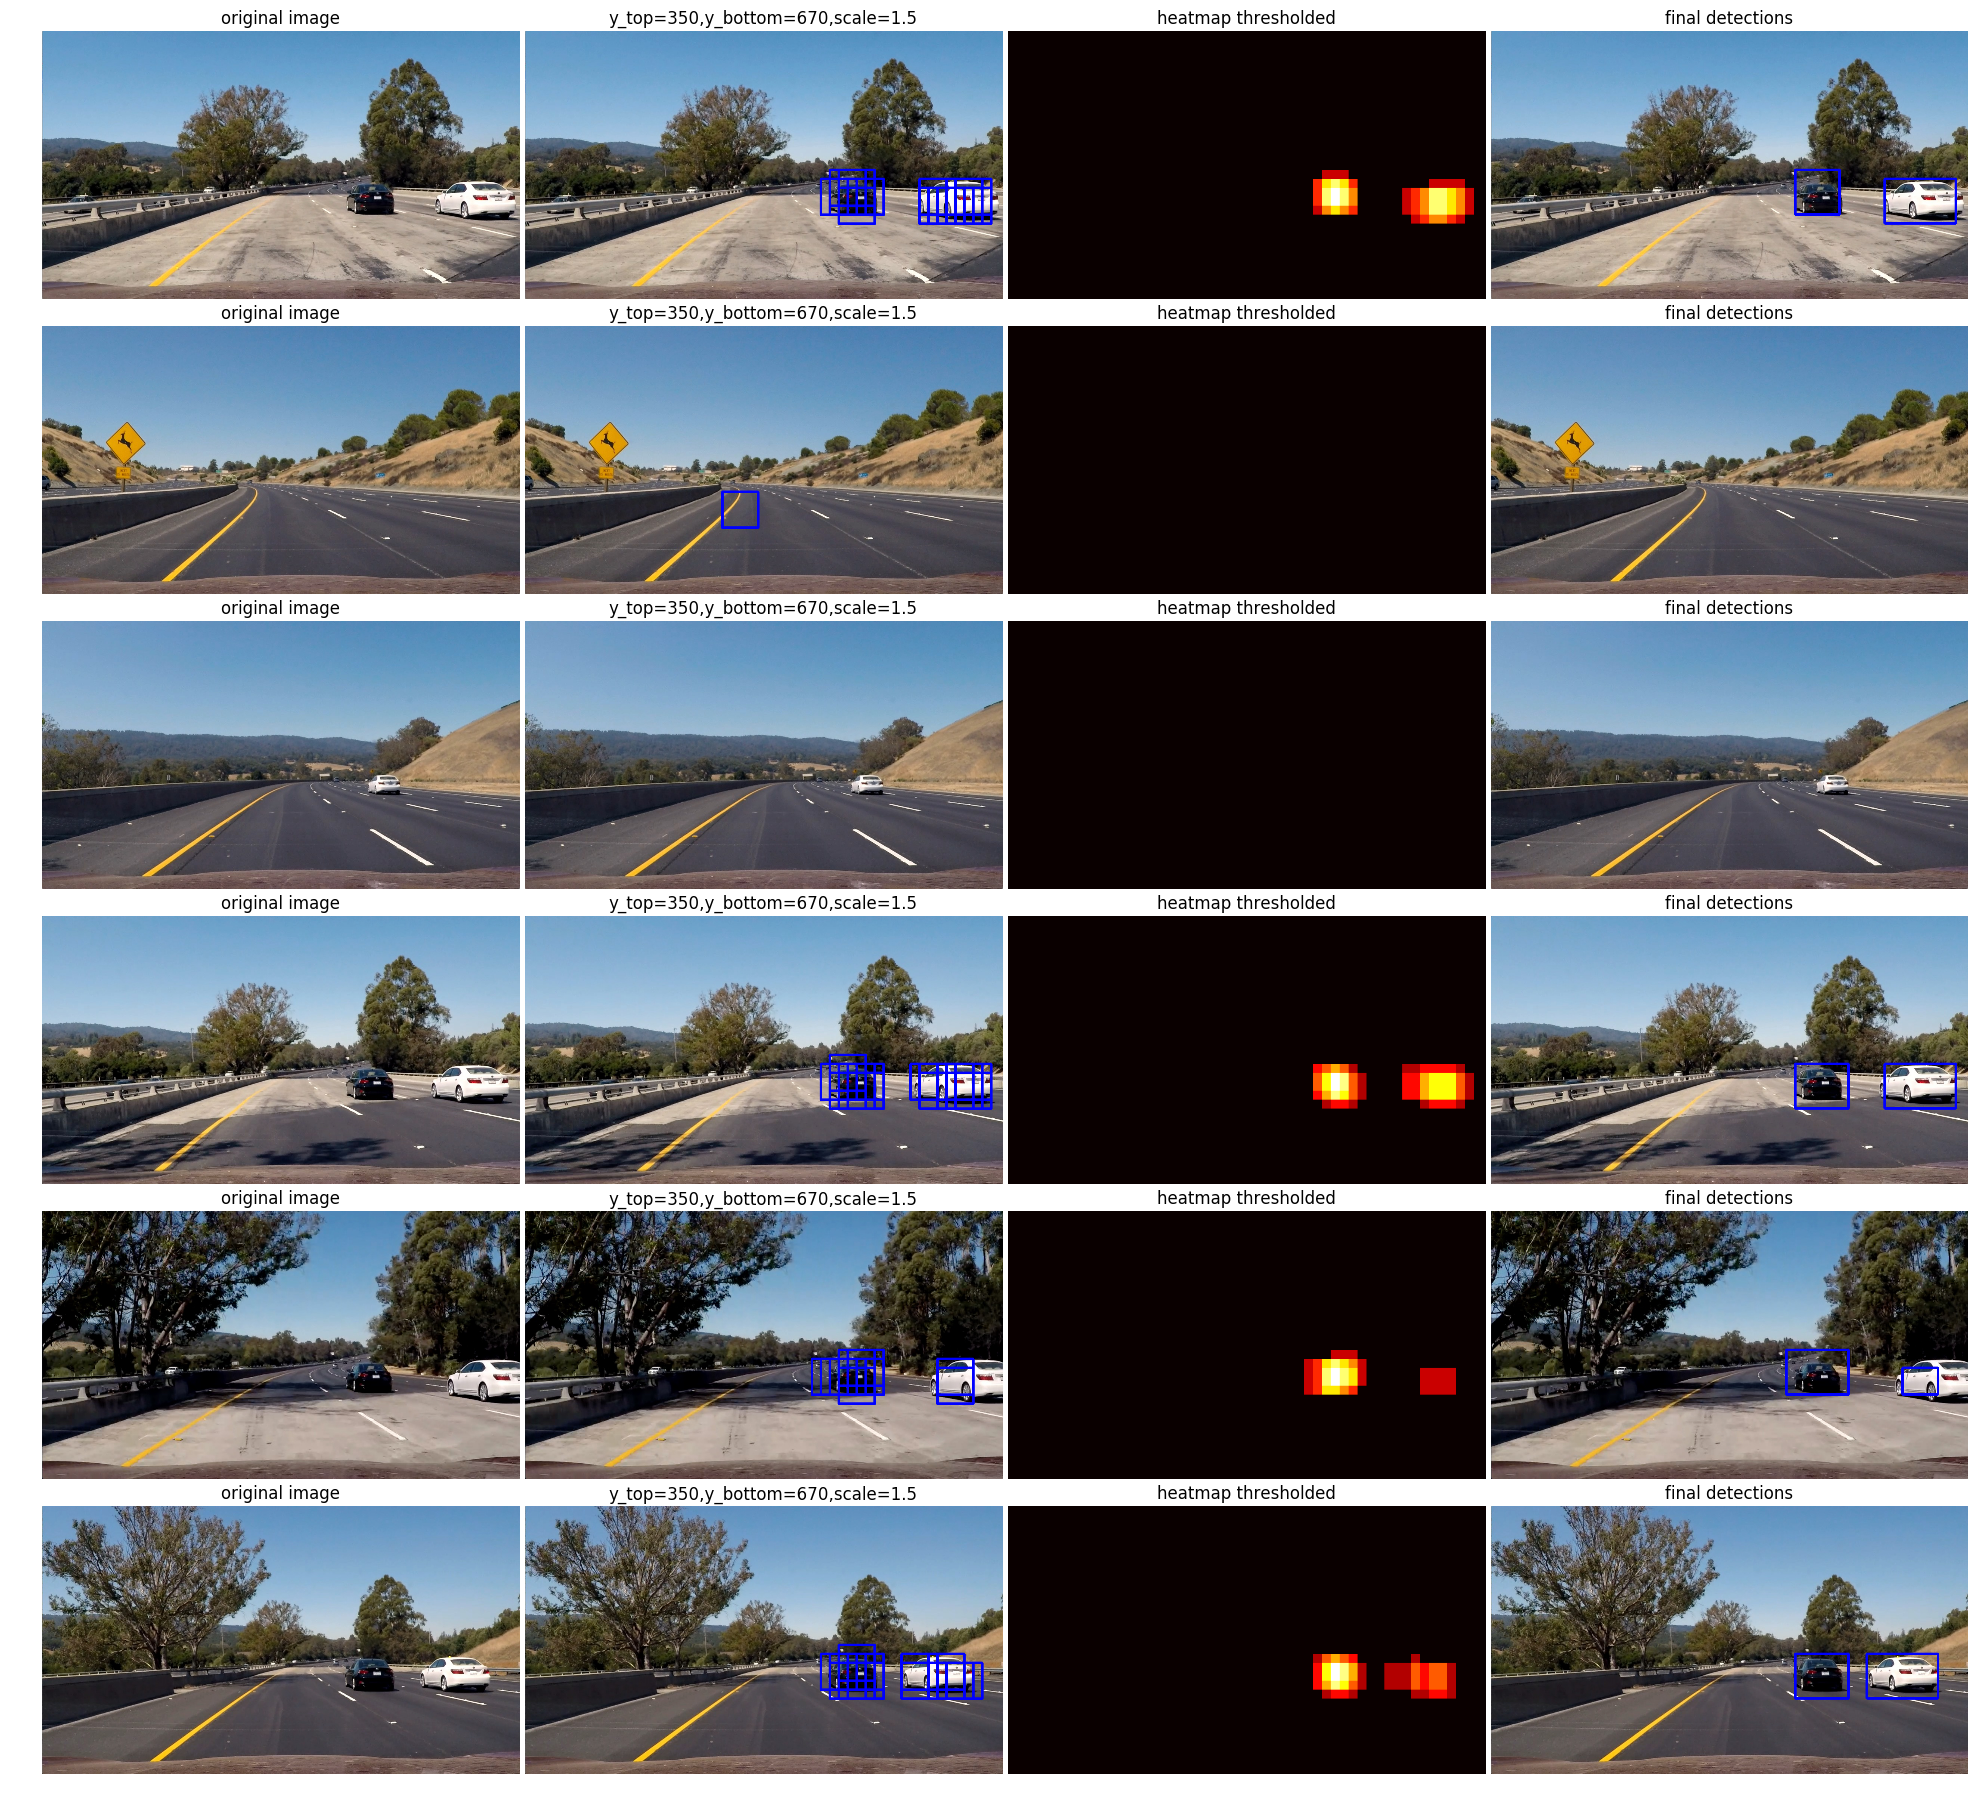 original image
y_top=350,y_bottom=670,scale=1.5
heatmap thresholded
final detections
original image
y_top=350,y_bottom=670,scale=1.5
heatmap thresholded
final detections
original image
y_top=350,y_bottom=670,scale=1.5
heatmap thresholded
final detections
original image
y_top=350,y_bottom=670,scale=1.5
heatmap thresholded
final detections
original image
y_top=350,y_bottom=670,scale=1.5
heatmap thresholded
final detections
original image
y_top=350,y_bottom=670,scale=1.5
heatmap thresholded
final detections